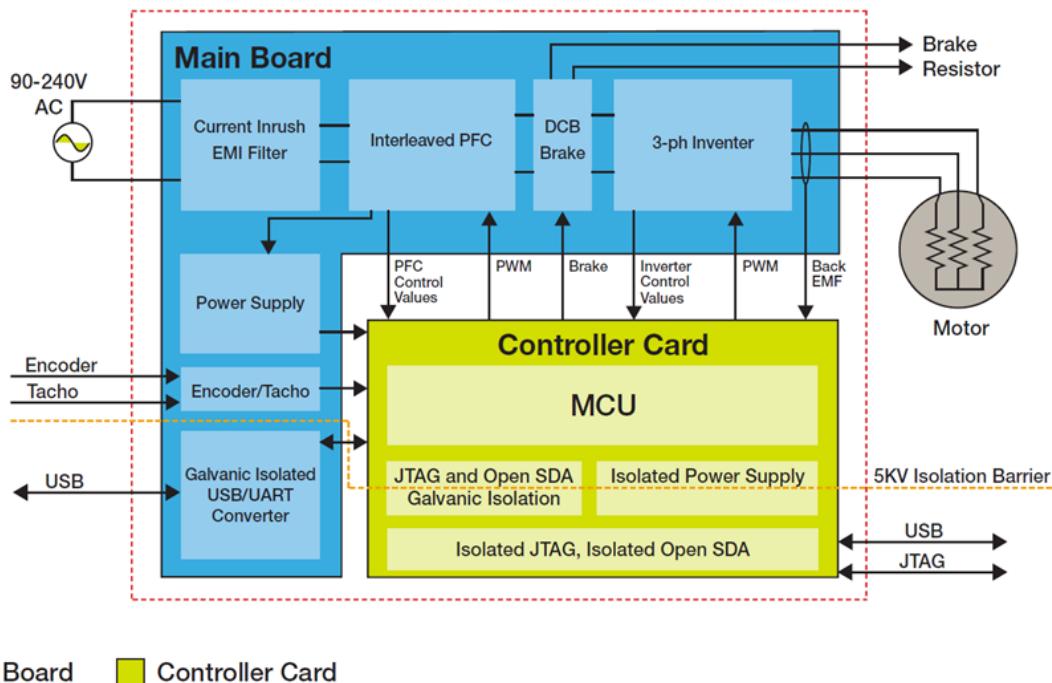 Main Board
Brake
Resistor
90-240V
AC
Current Inrush
EMI Filter
Interleaved PFC
DCB
Brake
3-ph Inventer
PFC
Control
Values
PWM
Brake
Inverter
Control
Values
PWM
Back
EMF
Motor
Power Supply
Controller Card
Encoder
Tacho
Encoder/Tacho
MCU
Galvanic Isolated
USB/UART
Converter
USB
JTAG and Open SDA
Galvanic Isolation
Isolated Power Supply
5KV Isolation Barrier
Isolated JTAG, Isolated Open SDA
USB
JTAG
Board
Controller Card